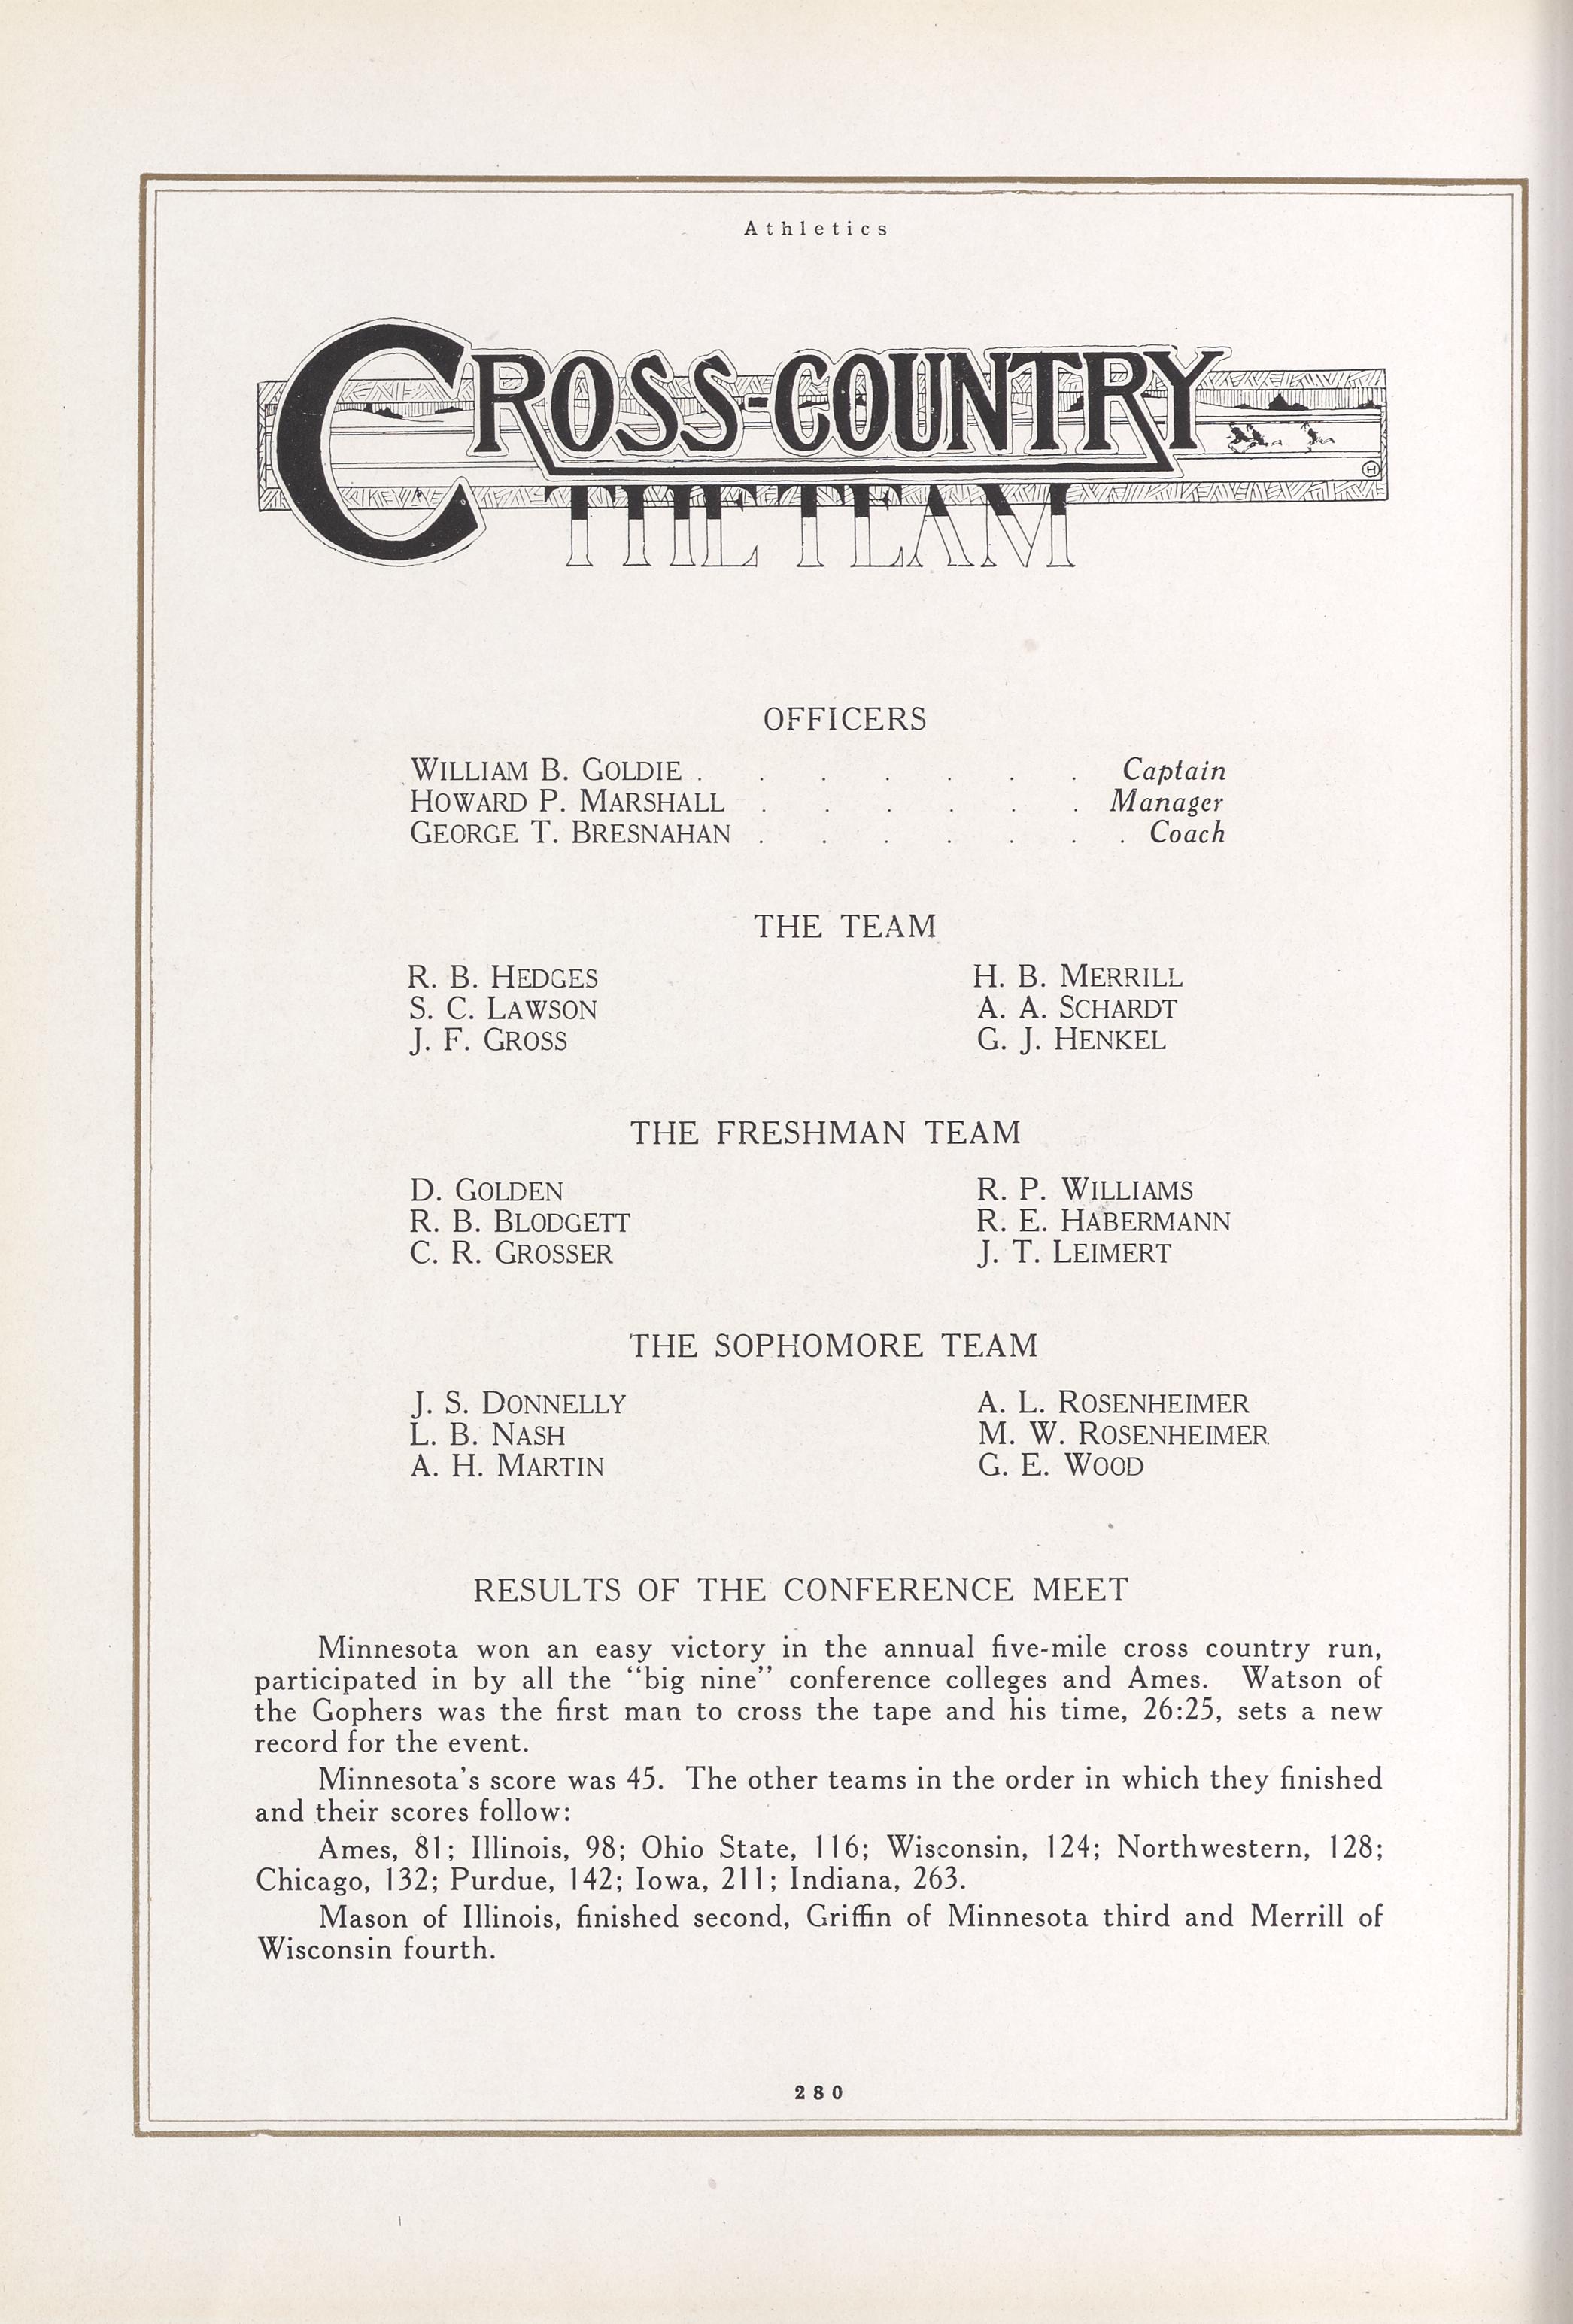 Athletics
CROSS-COUNTRY
THE TEAM
H
OFFICERS
WILLIAM B. GOLDIE . . . . . . . Captain
HOWARD P. MARSHALL . . . . . . Manager
GEORGE T. BRESNAHAN . . . . . . . Coach
THE TEAM
R. B. HEDGES H. B. MERRILL
S. C. LAWSON A. A. SCHARDT
J. F. GROSS G. J. HENKEL
THE FRESHMAN TEAM
D. GOLDEN R. P. WILLIAMS
R. B. BLODGETT R. E. HABERMANN
C. R. GROSSER J. T. LEIMERT
THE SOPHOMORE TEAM
J. S. DONNELLY A. L. ROSENHEIMER
L. B. NASH M. W. ROSENHEIMER
A. H. MARTIN G. E. WOOD
RESULTS OF THE CONFERENCE MEET
Minnesota won an easy victory in the annual five-mile cross country run,
participated in by all the “big nine” conference colleges and Ames. Watson of
the Gophers was the first man to cross the tape and his time, 26:25, sets a new
record for the event.
Minnesota’s score was 45. The other teams in the order in which they finished
and their scores follow:
Ames, 81; Illinois, 98; Ohio State, 116; Wisconsin, 124; Northwestern, 128;
Chicago, 132; Purdue, 142; Iowa, 211; Indiana, 263.
Mason of Illinois, finished second, Griffin of Minnesota third and Merrill of
Wisconsin fourth.
280